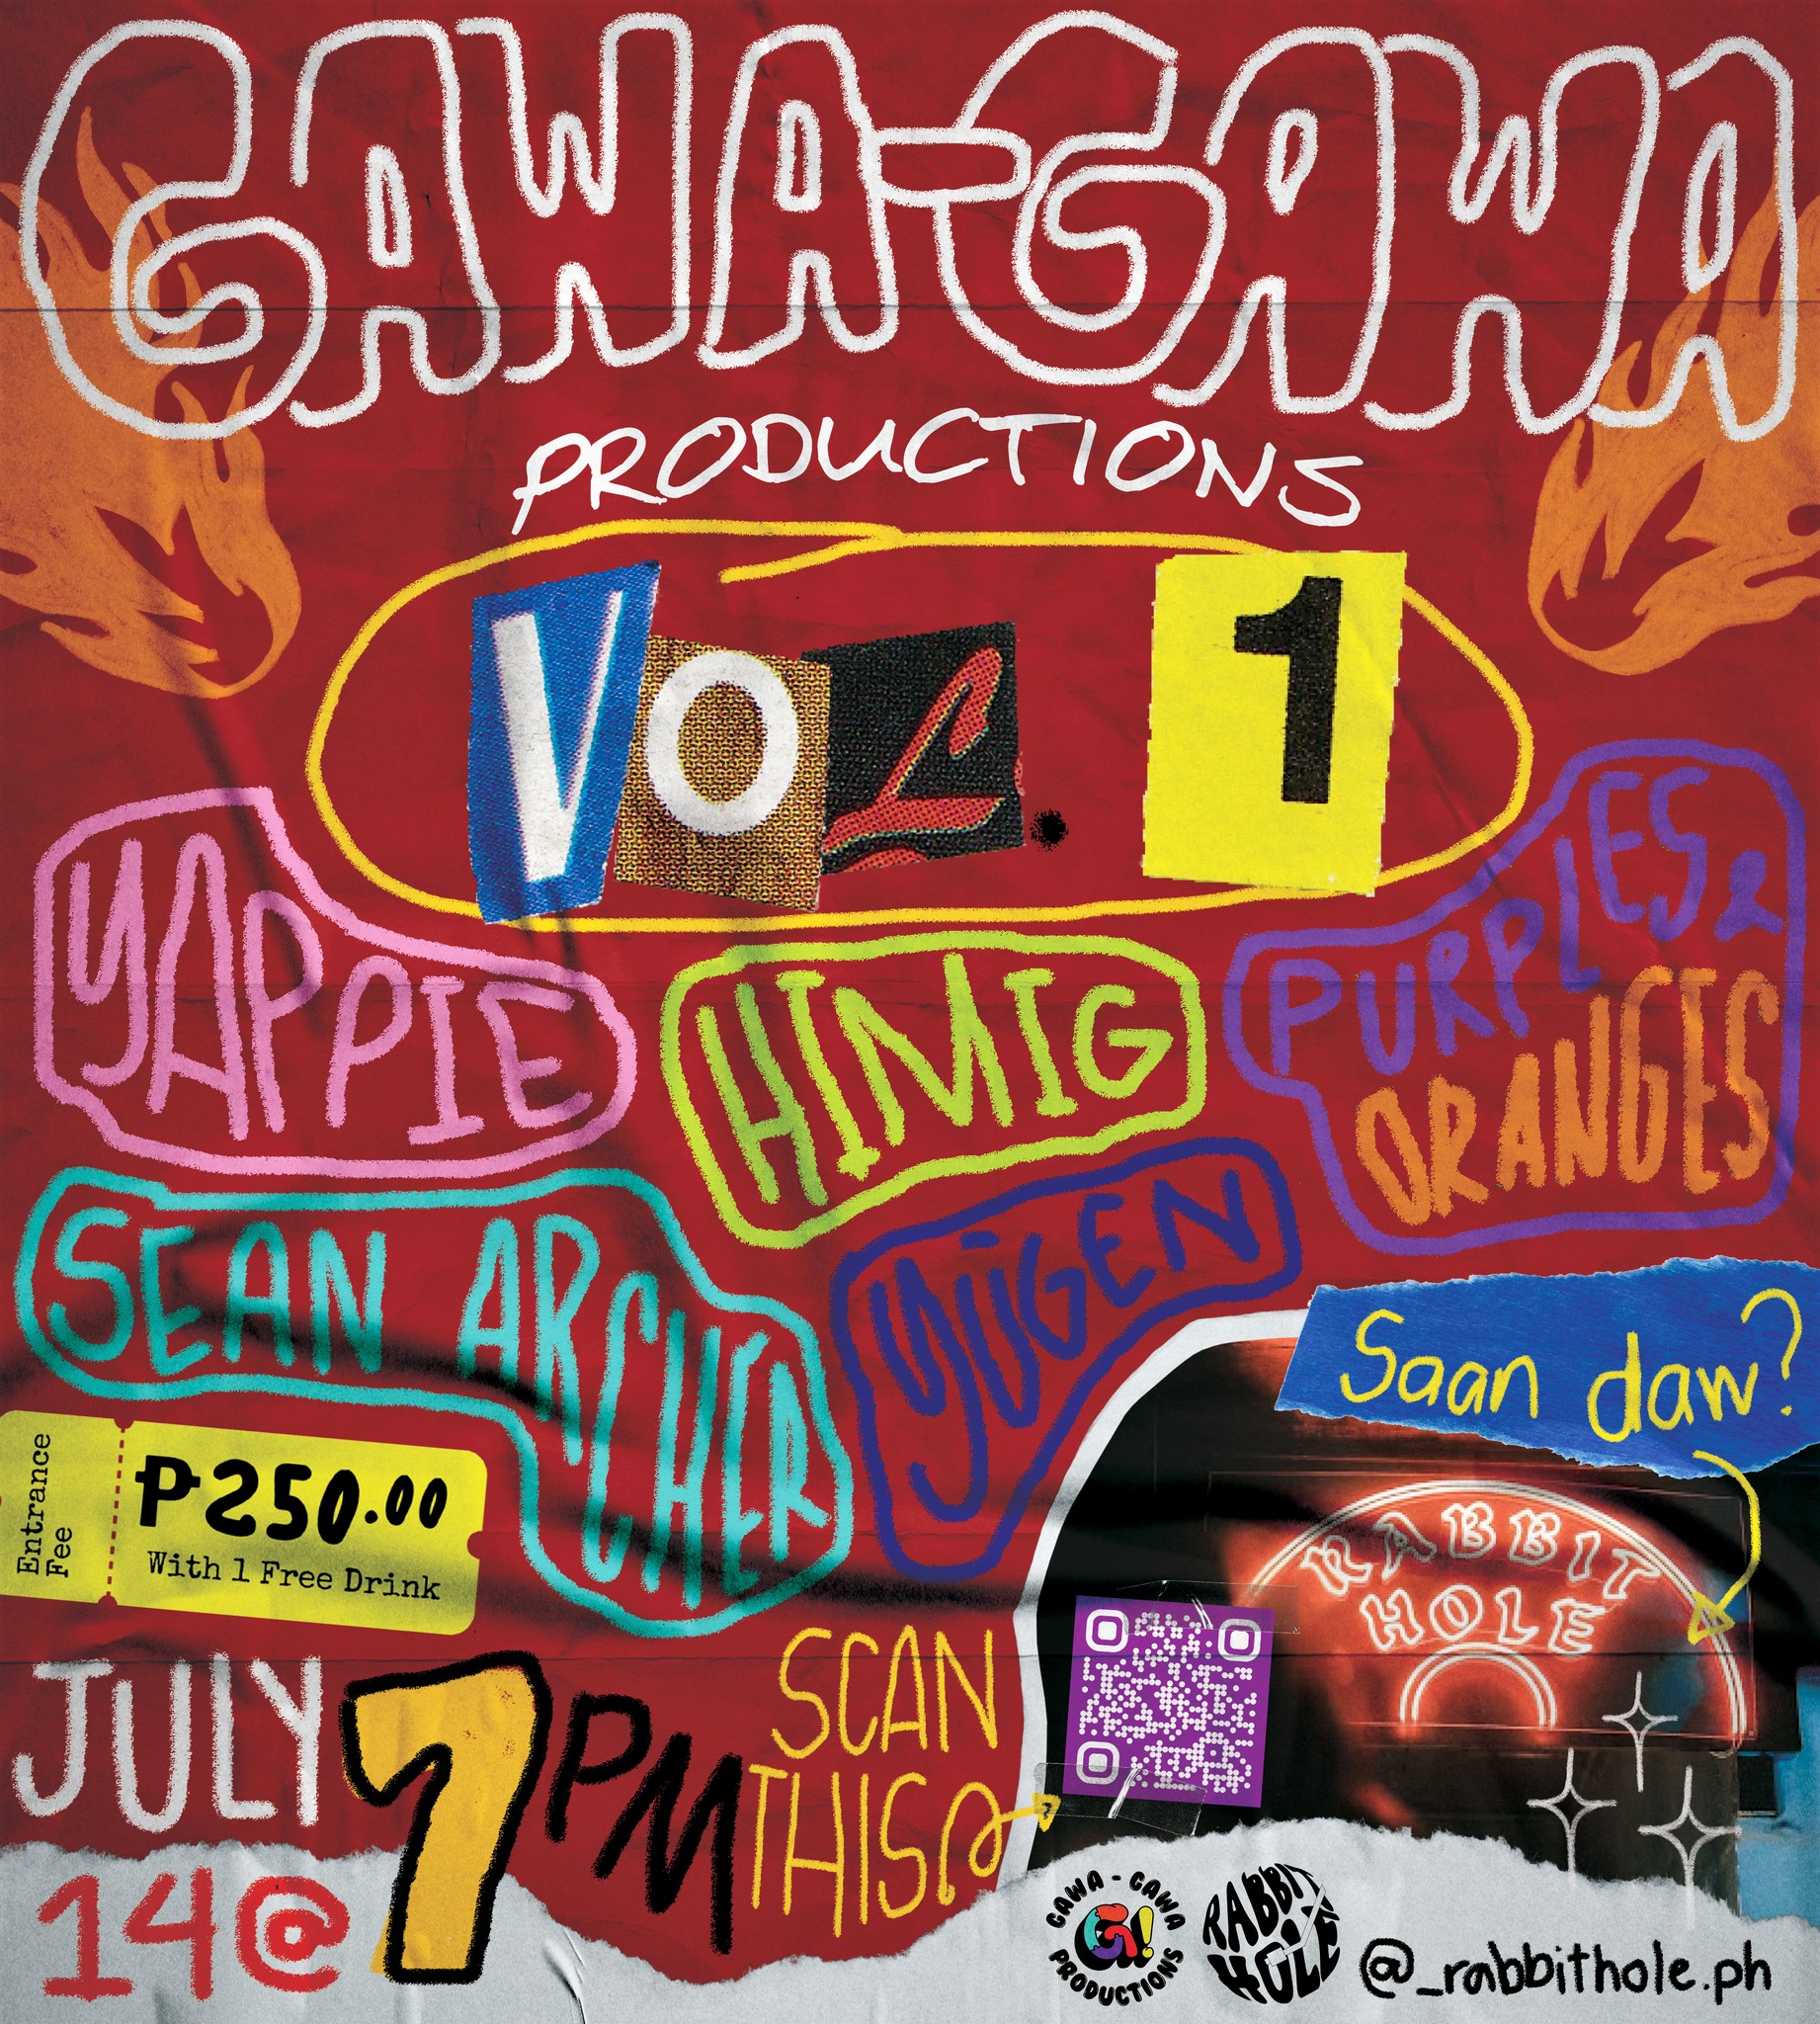 GAWA-GAWA
PRODUCTIONS
VOL. 1
YAPPIE
HIMIG
PURPLES &
ORANGES
SEAN ARCHER
YŪGEN
Saan daw?
Entrance
Fee
₱250.00
With 1 Free Drink
RABBIT
HOLE
JULY
14@
7PM
SCAN
THIS
GAWA-GAWA
G!
PRODUCTIONS
RABBIT
HOLE
@_rabbithole.ph